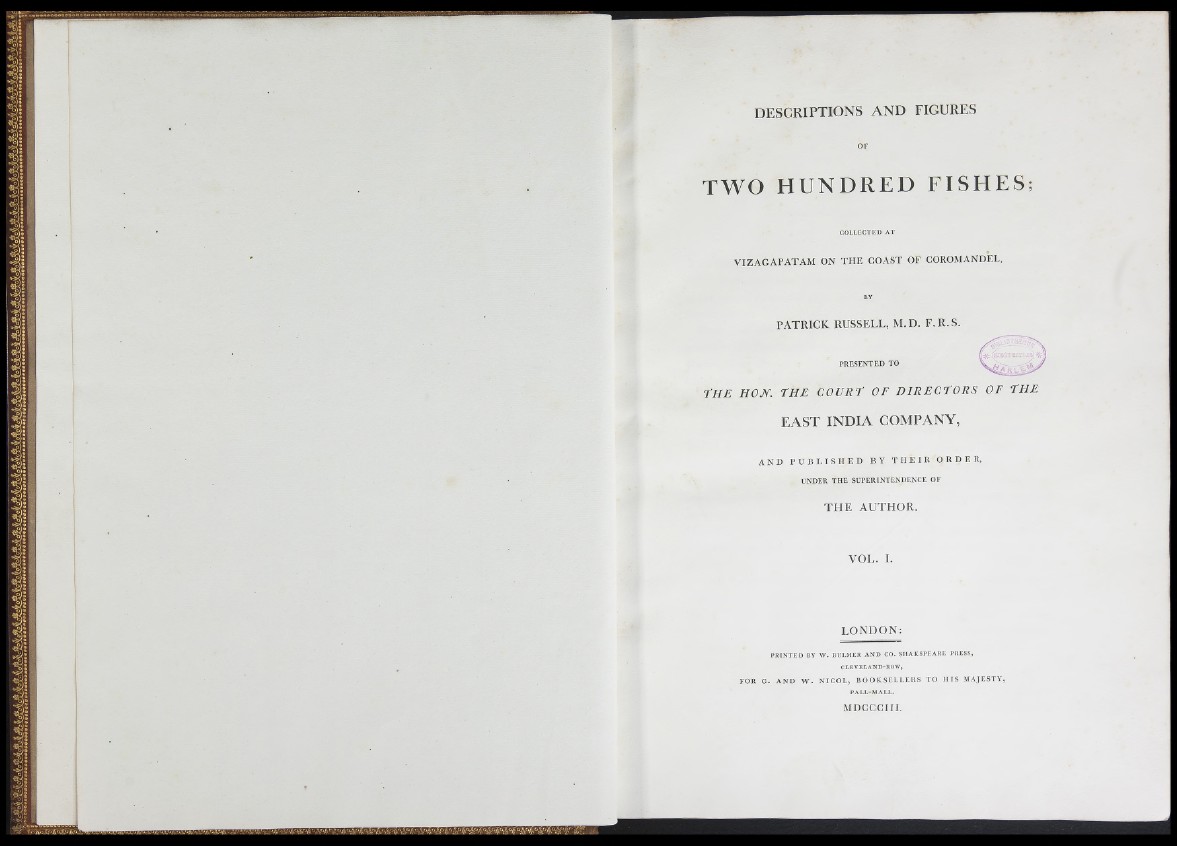 DESCRIPTIONS AND FIGURES
OF
TWO HUNDRED FISHES;
COLLECTED AT
VIZAGAPATAM ON THE COAST OF COROMANDEL,
BY
PATRICK RUSSELL, M.D. F.R.S.
PRESENTED TO
HARLEM
THE HON. THE COURT OF DIRECTORS OF THE
EAST INDIA COMPANY,
AND PUBLISHED BY THEIR ORDER,
UNDER THE SUPERINTENDENCE OF
THE AUTHOR.
VOL. I.
LONDON:
PRINTED BY W. BULMER AND CO. SHAKSPEARE PRESS,
CLEVELAND-ROW,
FOR G. AND W. NICOL, BOOKSELLERS TO HIS MAJESTY,
PALL-MALL.
MDCCCIII.